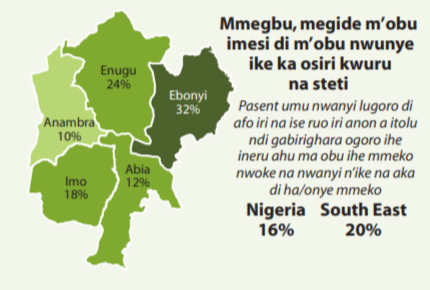 Mmegbu, megide m’obu
imesi di m’obu nwunye
ike ka osiri kwuru
na steti
Pasent umu nwanyi lugoro di
afo iri na ise ruo iri anon a itolu
ndi gabirighara ogoro ihe
ineru ahu ma obu ihe mmeko
nwoke na nwanyi n’ike na aka
di ha/onye mmeko
Nigeria South East
16% 20%
Enugu
24%
Ebonyi
32%
Anambra
10%
Imo
18%
Abia
12%